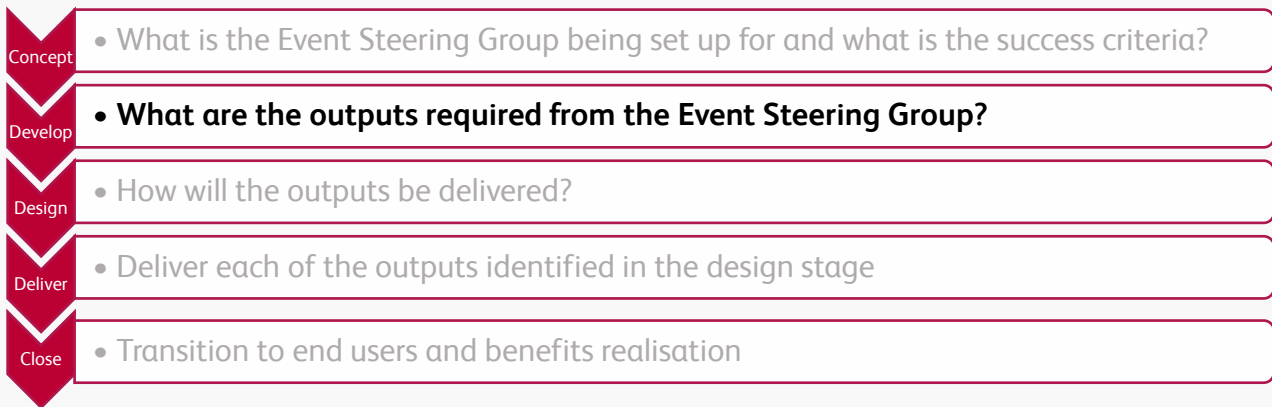 Concept
• What is the Event Steering Group being set up for and what is the success criteria?
Develop
• What are the outputs required from the Event Steering Group?
Design
• How will the outputs be delivered?
Deliver
• Deliver each of the outputs identified in the design stage
Close
• Transition to end users and benefits realisation